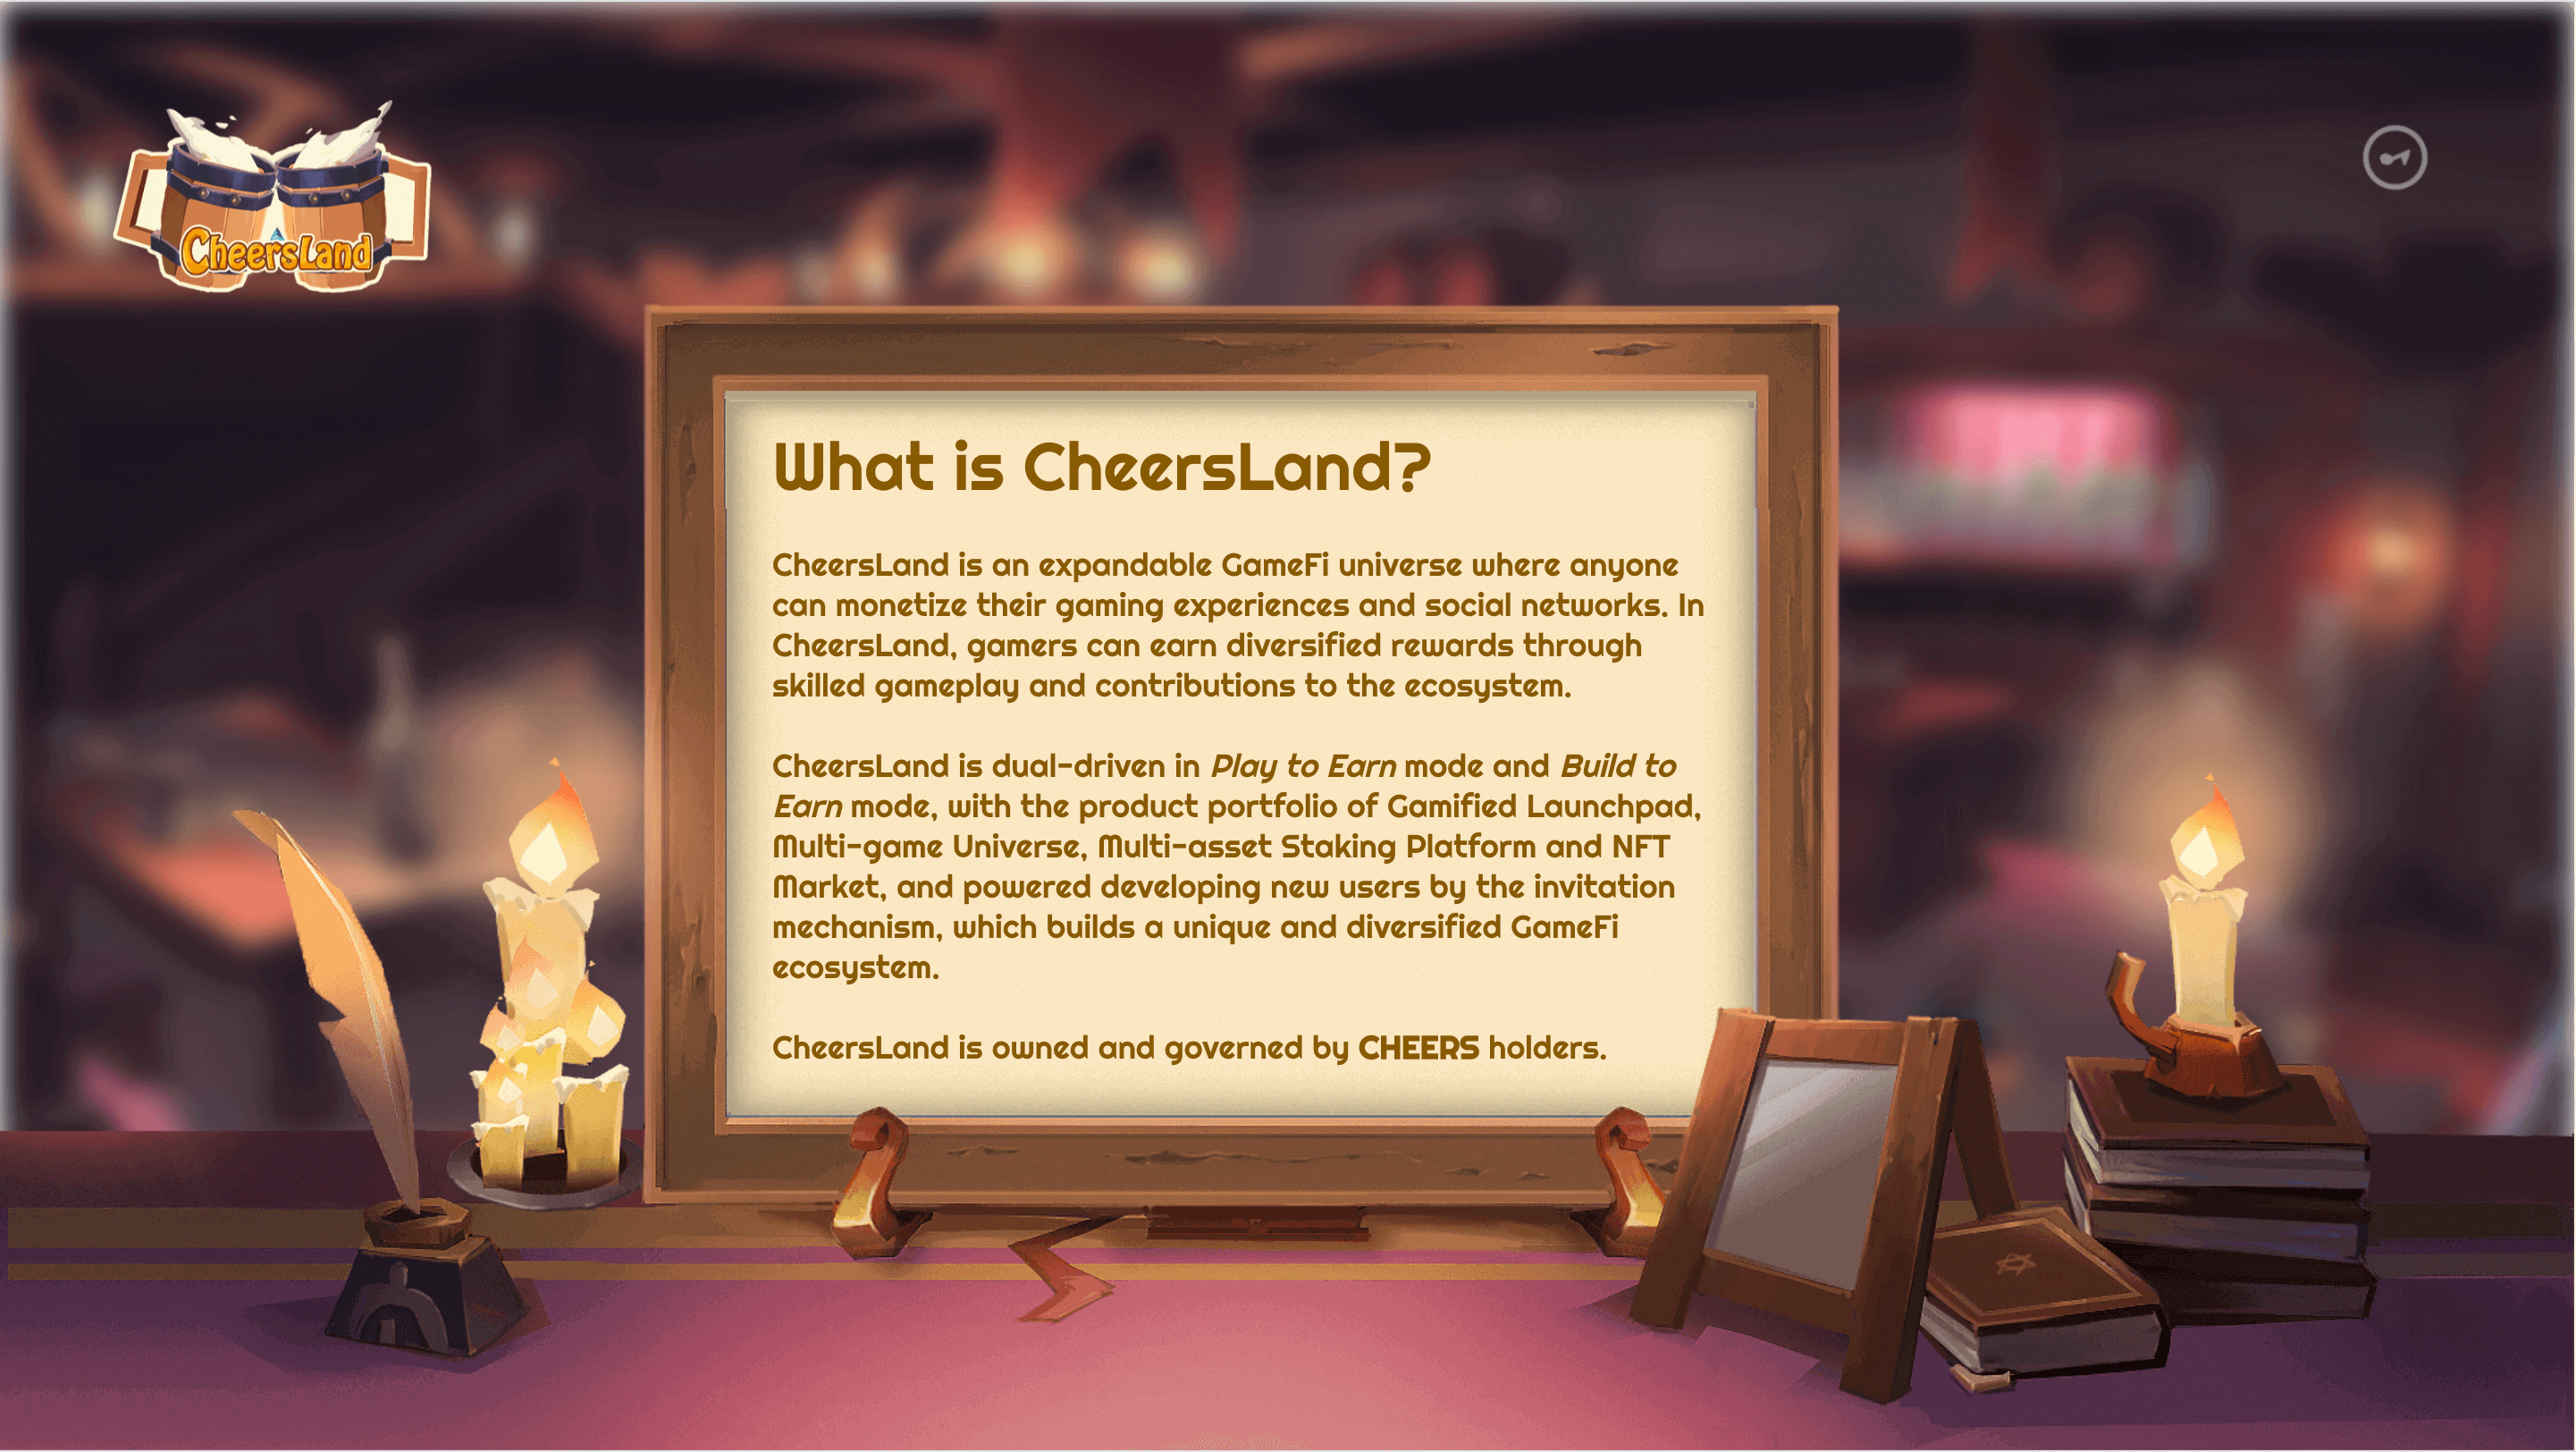 CheersLand
What is CheersLand?
CheersLand is an expandable GameFi universe where anyone
can monetize their gaming experiences and social networks. In
CheersLand, gamers can earn diversified rewards through
skilled gameplay and contributions to the ecosystem.
CheersLand is dual-driven in Play to Earn mode and Build to
Earn mode, with the product portfolio of Gamified Launchpad,
Multi-game Universe, Multi-asset Staking Platform and NFT
Market, and powered developing new users by the invitation
mechanism, which builds a unique and diversified GameFi
ecosystem.
CheersLand is owned and governed by CHEERS holders.